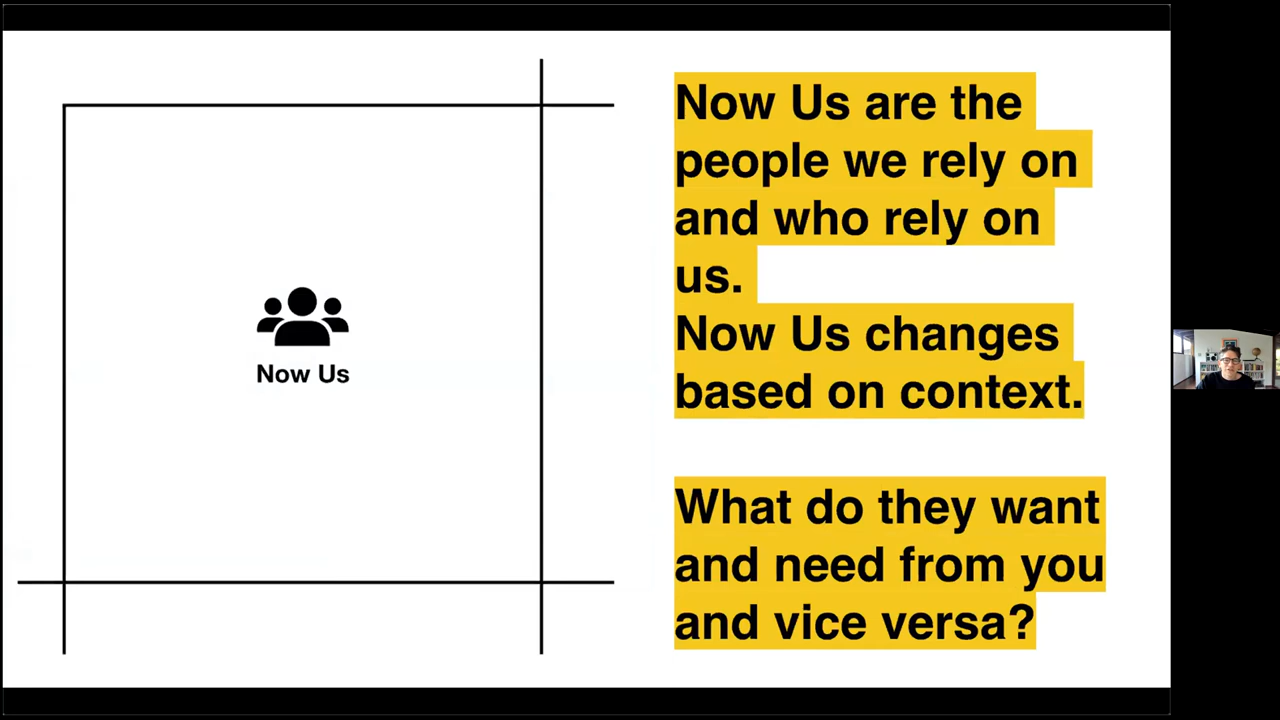 Now Us
Now Us are the
people we rely on
and who rely on
us.
Now Us changes
based on context.
What do they want
and need from you
and vice versa?